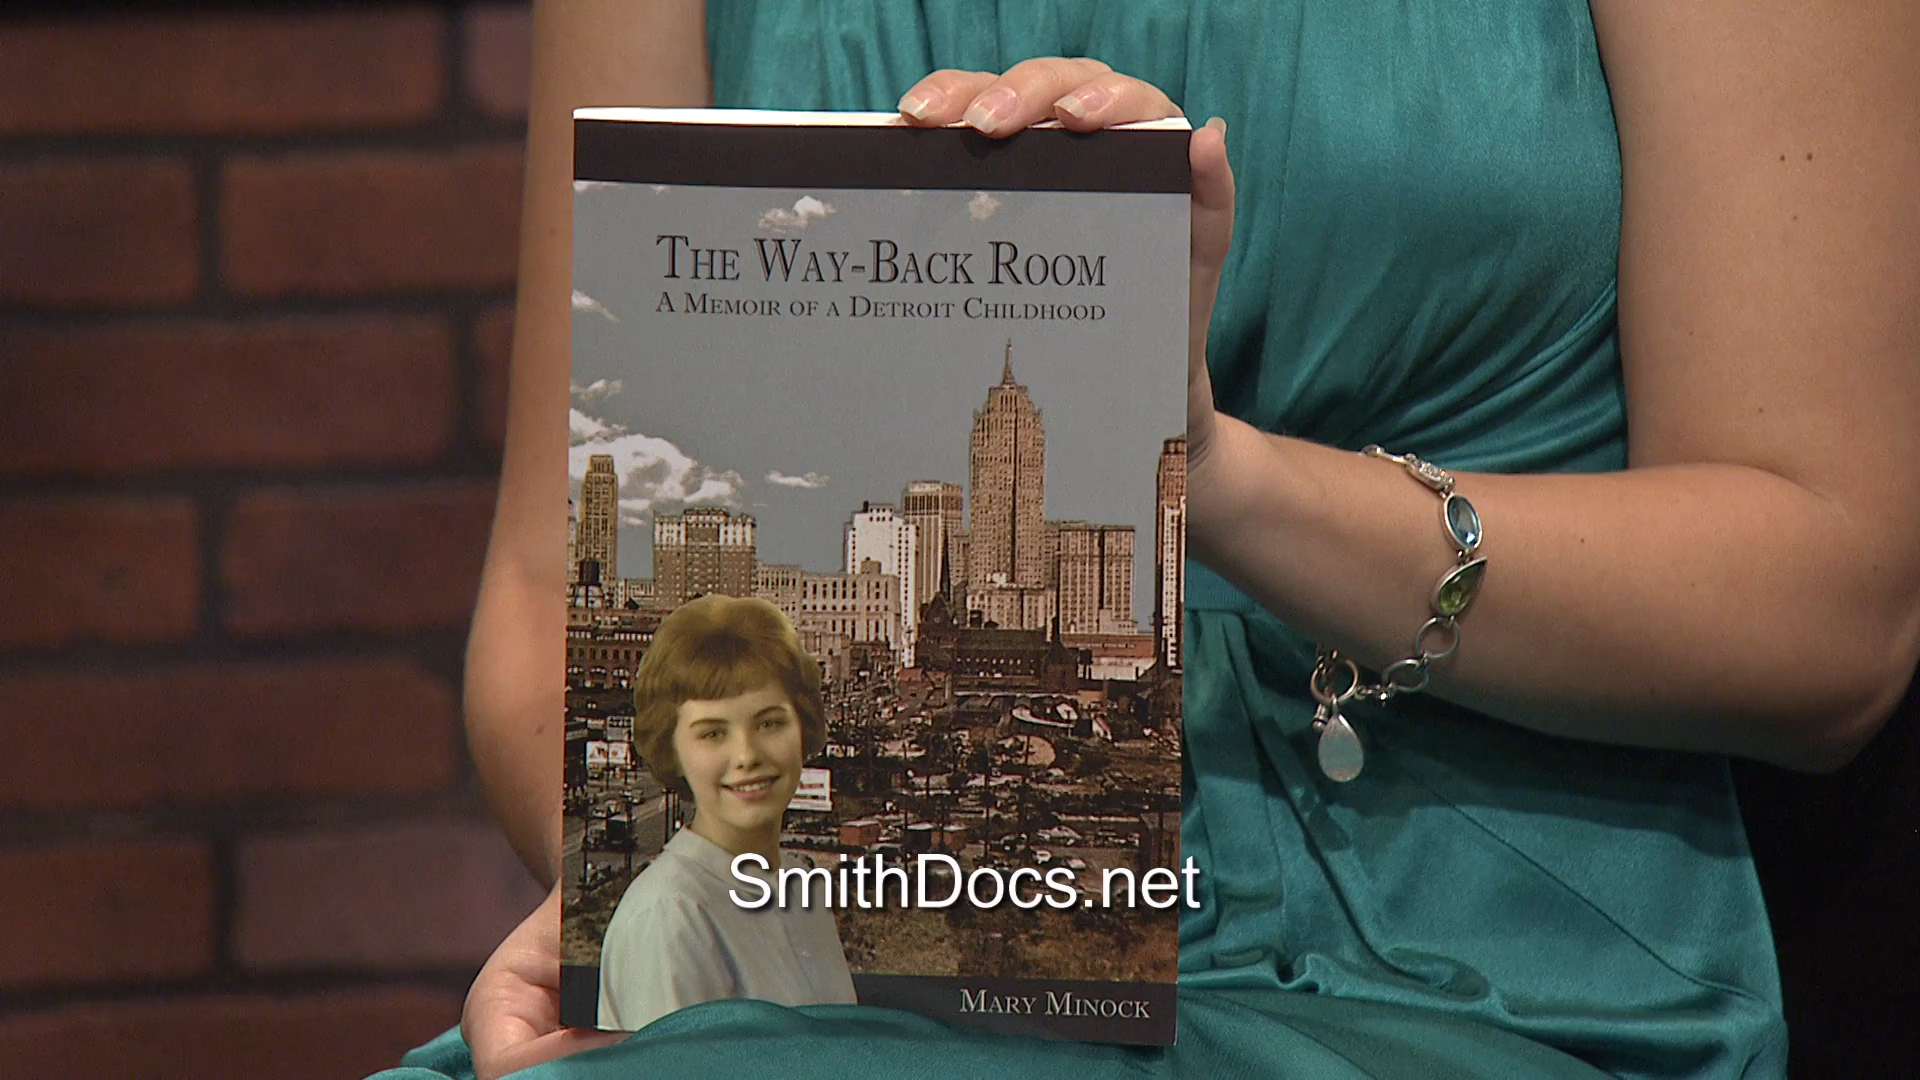 The Way-Back Room
A Memoir of a Detroit Childhood
SmithDocs.net
Mary Minock